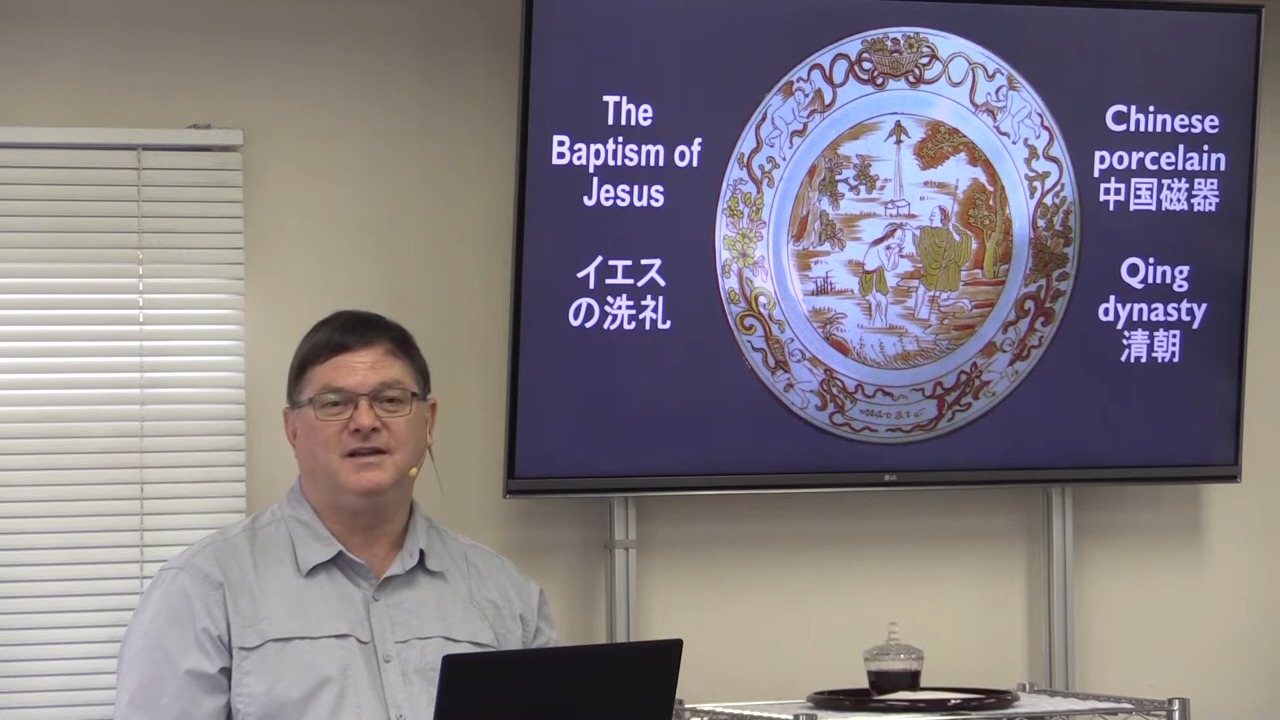 The
Baptism of
Jesus
イエス
の洗礼
Chinese
porcelain
中国磁器
Qing
dynasty
清朝
LG